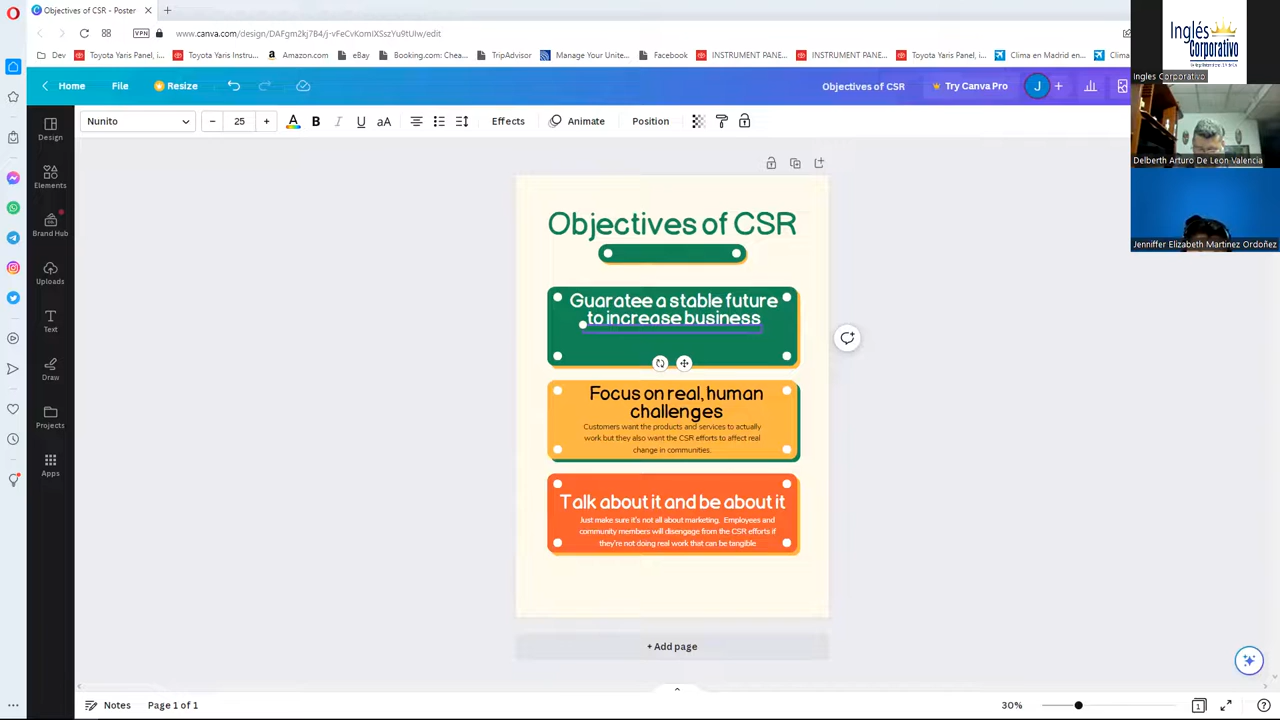 Objectives of CSR - Poster
VPN
www.canva.com/design/DAFgm2kj7B4/j-vFeCvKomiXSszYu9tUIw/edit
Dev
Toyota Yaris Panel, i...
Toyota Yaris Instru...
Amazon.com
eBay
Booking.com: Chea...
TripAdvisor
Manage Your Unite...
Facebook
INSTRUMENT PANE...
INSTRUMENT PANE...
Toyota Yaris Panel, i...
Clima en Madrid en...
Home
File
Resize
Objectives of CSR
Try Canva Pro
J
Nunito
25
B
I
U
aA
Effects
Animate
Position
Design
Elements
Brand Hub
Uploads
Text
Draw
Projects
Apps
Objectives of CSR
Guaratee a stable future
to increase business
Focus on real, human
challenges
Customers want the products and services to actually
work but they also want the CSR efforts to affect real
change in communities.
Talk about it and be about it
Just make sure it's not all about marketing. Employees and
community members will disengage from the CSR efforts if
they're not doing real work that can be tangible
+ Add page
Notes
Page 1 of 1
30%
1
Inglés
Corporativo
Ingles Corporativo
Delberth Arturo De Leon Valencia
Jenniffer Elizabeth Martinez Ordoñez